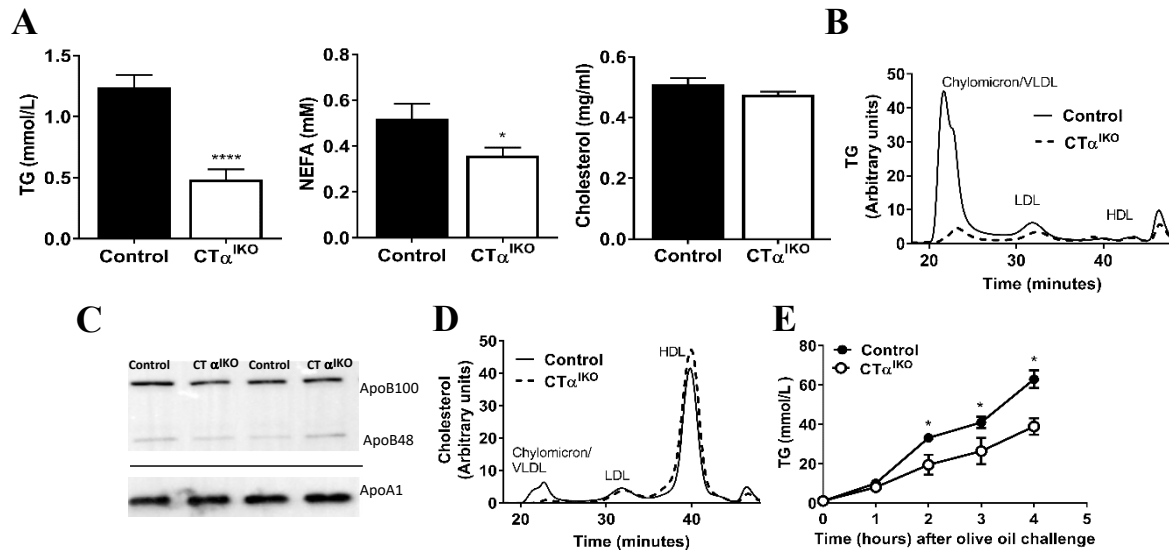 A
TG (mmol/L)
1.5
1.0
0.5
0.0
****
Control
CTα^IKO
NEFA (mM)
0.8
0.6
0.4
0.2
0.0
*
Control
CTα^IKO
Cholesterol (mg/ml)
0.6
0.4
0.2
0.0
Control
CTα^IKO
B
TG
(Arbitrary units)
50
40
30
20
10
0
Chylomicron/VLDL
Control
CTα^IKO
LDL
HDL
20
30
40
Time (minutes)
C
Control CT α^IKO Control CT α^IKO
ApoB100
ApoB48
ApoA1
D
Cholesterol
(Arbitrary units)
50
40
30
20
10
0
Control
CTα^IKO
HDL
Chylomicron/
VLDL
LDL
20
30
40
Time (minutes)
E
Control
CTα^IKO
TG (mmol/L)
80
60
40
20
0
*
*
*
0 1 2 3 4 5
Time (hours) after olive oil challenge